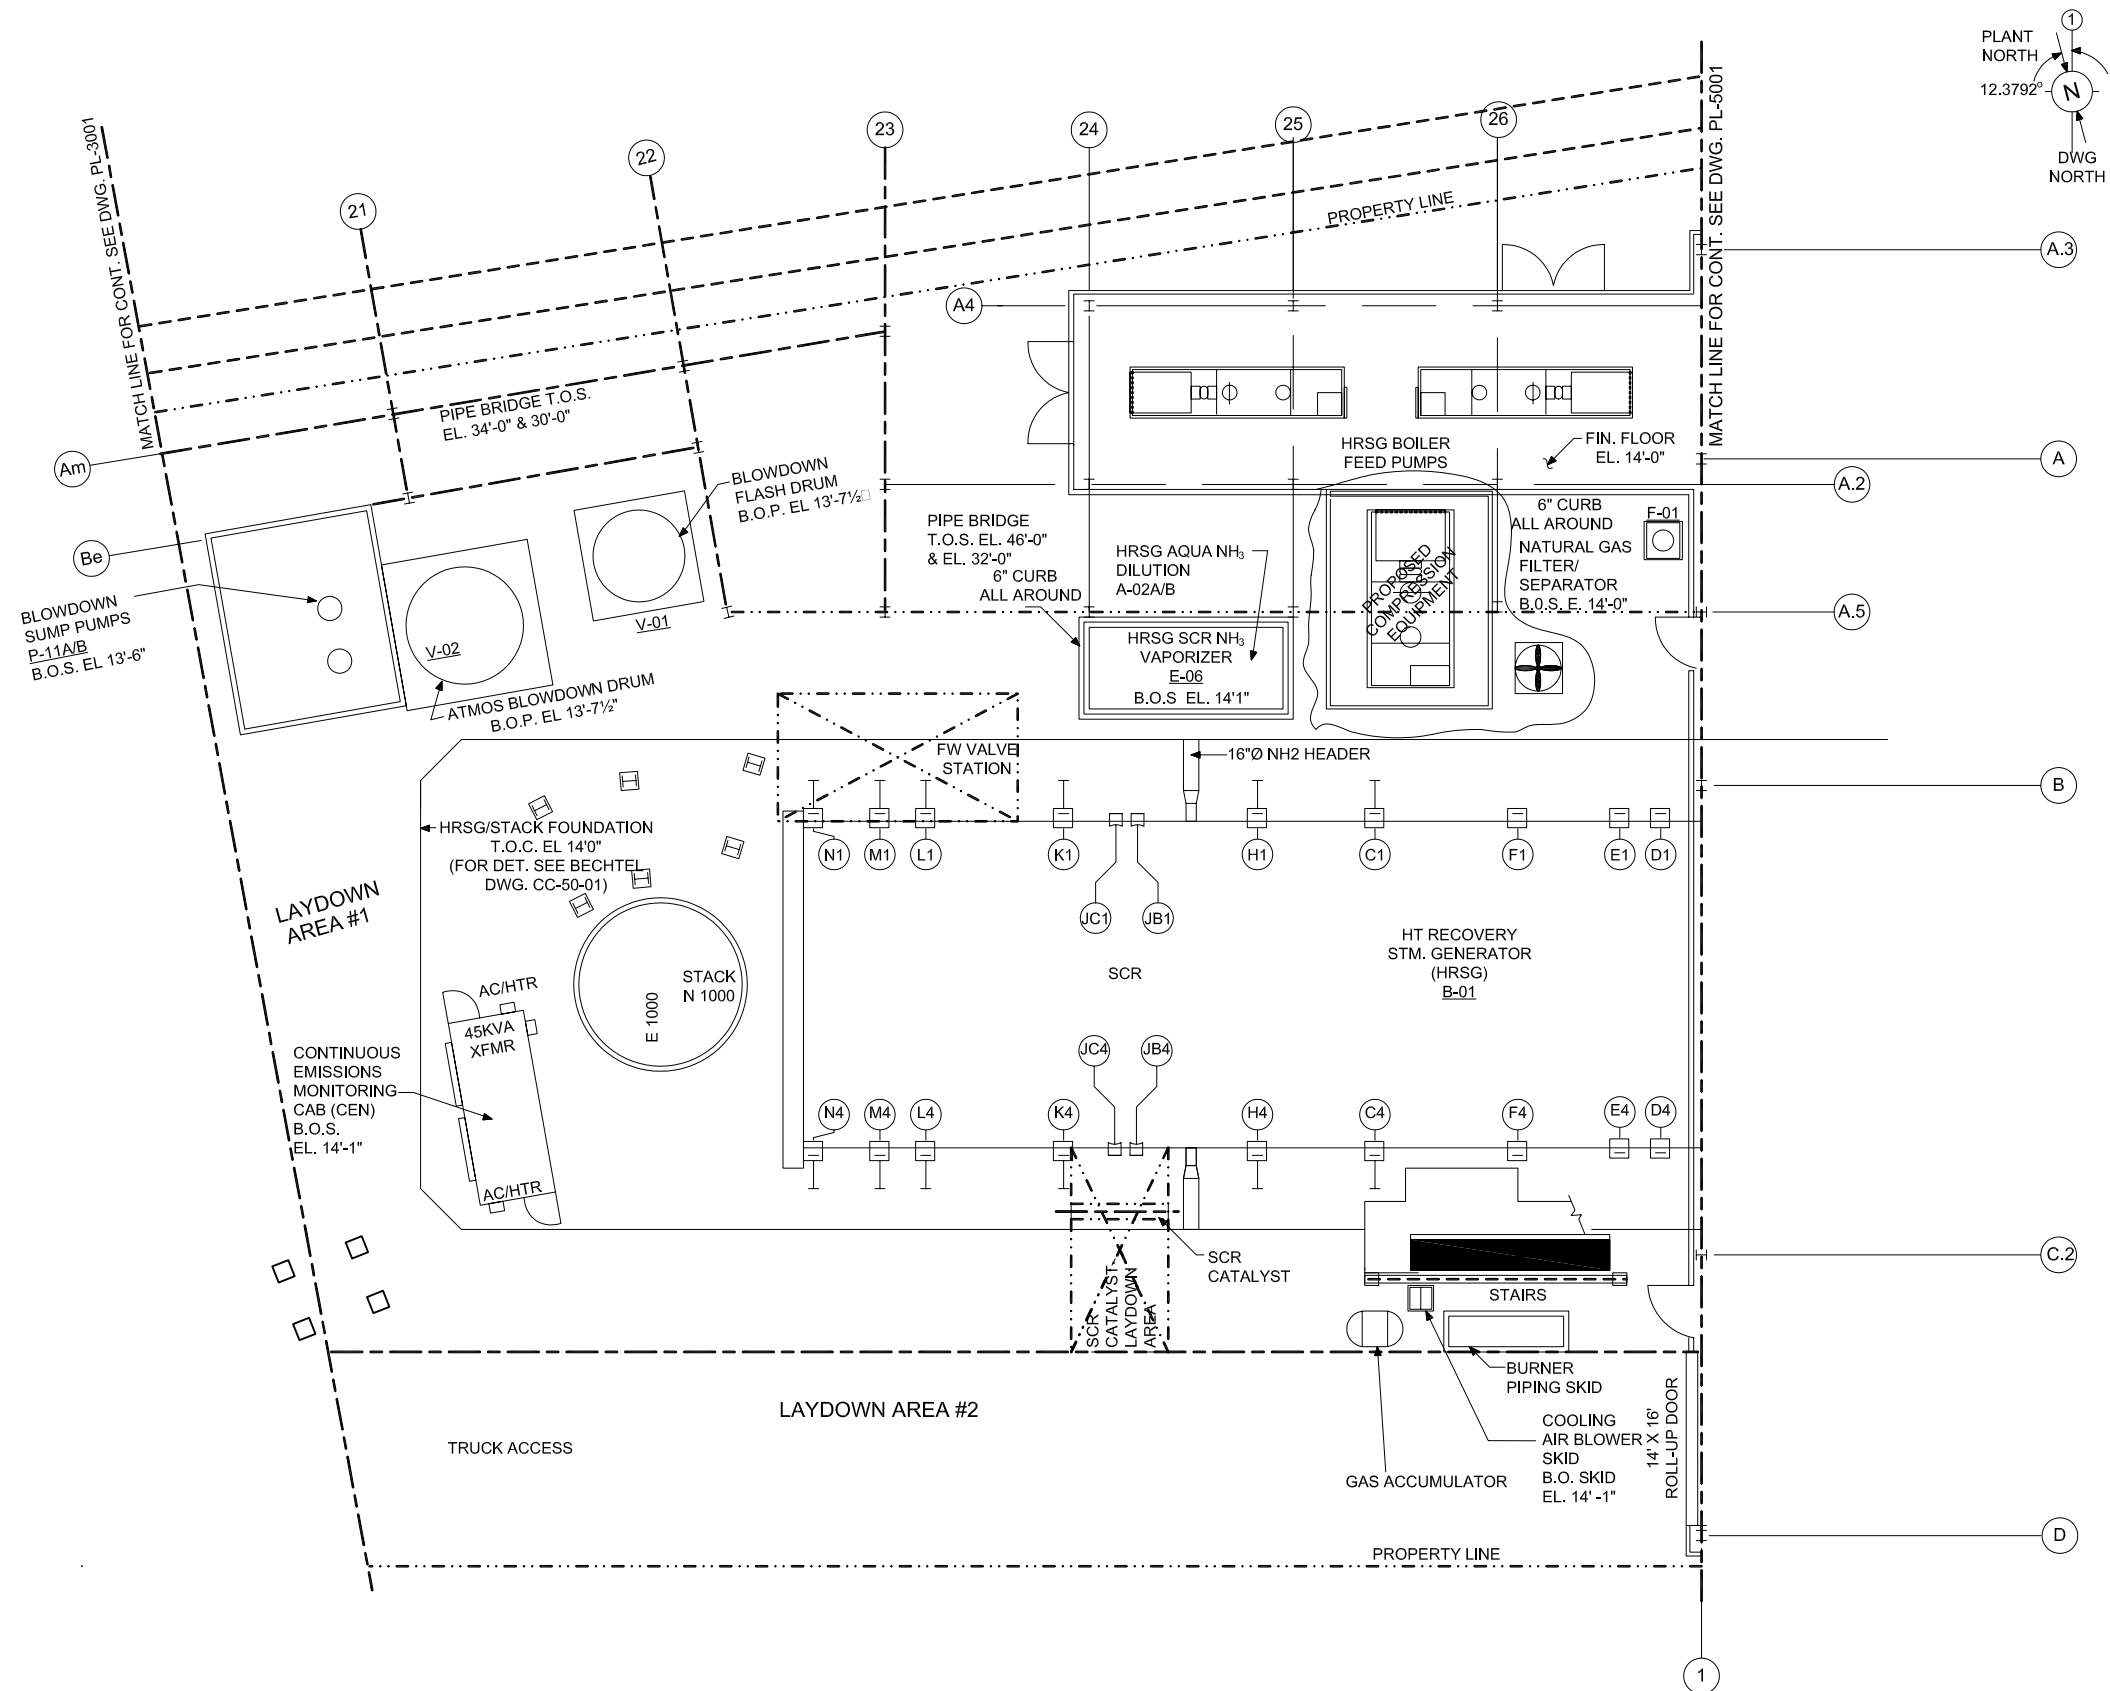 1
PLANT
NORTH
12.3792°
N
DWG
NORTH
MATCH LINE FOR CONT. SEE DWG. PL-3001
21
22
23
24
25
26
MATCH LINE FOR CONT. SEE DWG. PL-5001
PROPERTY LINE
A.3
A4
Am
PIPE BRIDGE T.O.S.
EL. 34'-0" & 30'-0"
HRSG BOILER
FEED PUMPS
FIN. FLOOR
EL. 14'-0"
A
A.2
BLOWDOWN
FLASH DRUM
B.O.P. EL 13'-7½
Be
PIPE BRIDGE
T.O.S. EL. 46'-0"
& EL. 32'-0"
6" CURB
ALL AROUND
HRSG AQUA NH₃
DILUTION
A-02A/B
PROPOSED
COMPRESSION
EQUIPMENT
6" CURB
ALL AROUND
F-01
NATURAL GAS
FILTER/
SEPARATOR
B.O.S. E. 14'-0"
A.5
BLOWDOWN
SUMP PUMPS
P-11A/B
B.O.S. EL 13'-6"
V-01
V-02
ATMOS BLOWDOWN DRUM
B.O.P. EL 13'-7½"
HRSG SCR NH₃
VAPORIZER
E-06
B.O.S EL. 14'1"
FW VALVE
STATION
16"Ø NH2 HEADER
B
HRSG/STACK FOUNDATION
T.O.C. EL 14'0"
(FOR DET. SEE BECHTEL
DWG. CC-50-01)
N1
M1
L1
K1
H1
C1
F1
E1
D1
JC1
JB1
LAYDOWN
AREA #1
HT RECOVERY
STM. GENERATOR
(HRSG)
B-01
SCR
STACK
N 1000
E 1000
AC/HTR
45KVA
XFMR
CONTINUOUS
EMISSIONS
MONITORING
CAB (CEN)
B.O.S.
EL. 14'-1"
AC/HTR
JC4
JB4
N4
M4
L4
K4
H4
C4
F4
E4
D4
SCR
CATALYST
SCR
CATALYST
LAYDOWN
AREA
C.2
STAIRS
BURNER
PIPING SKID
LAYDOWN AREA #2
TRUCK ACCESS
GAS ACCUMULATOR
COOLING
AIR BLOWER
SKID
B.O. SKID
EL. 14' -1"
14' X 16'
ROLL-UP DOOR
D
PROPERTY LINE
1